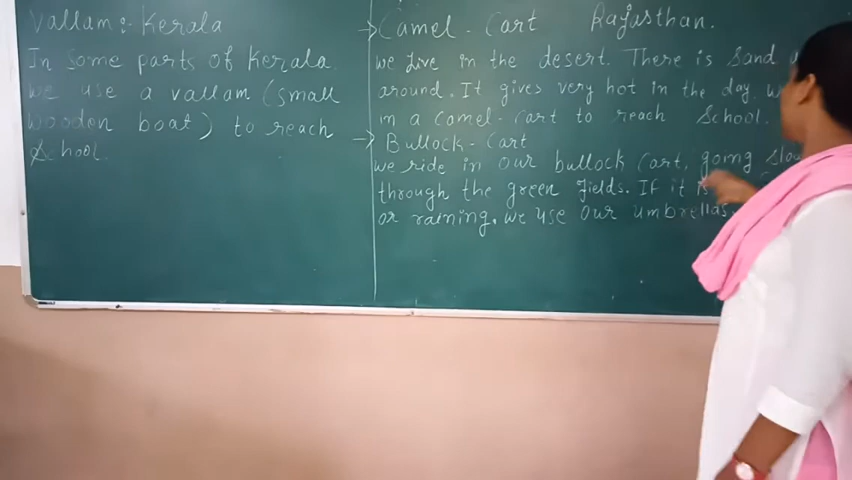 Vallam :- Kerala
In Some parts of Kerala
we use a vallam (small
wooden boat) to reach
School.
→ Camel - Cart Rajasthan.
we live in the desert. There is Sand
around. It gives very hot in the day,
in a camel - cart to reach School.
→ Bullock - Cart
we ride in our bullock cart, going
through the green fields. If it
or raining, we use our umbrellas.